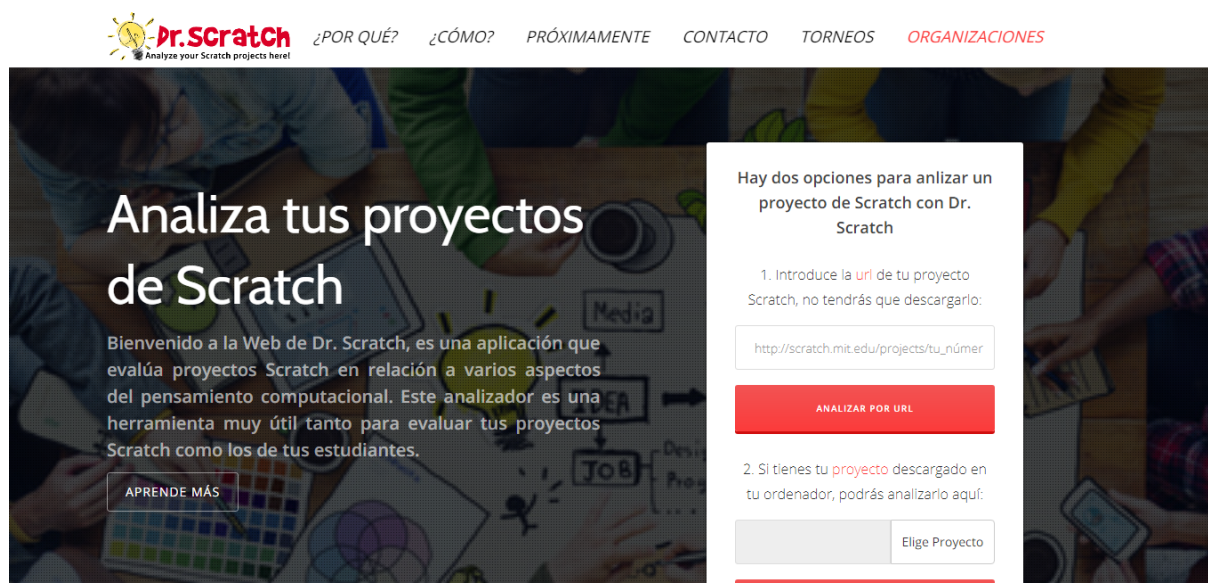 Dr.Scratch
Analyze your Scratch projects here!
¿POR QUÉ? ¿CÓMO? PRÓXIMAMENTE CONTACTO TORNEOS ORGANIZACIONES
Analiza tus proyectos
de Scratch
Bienvenido a la Web de Dr. Scratch, es una aplicación que
evalúa proyectos Scratch en relación a varios aspectos
del pensamiento computacional. Este analizador es una
herramienta muy útil tanto para evaluar tus proyectos
Scratch como los de tus estudiantes.
APRENDE MÁS
Media
IDEA
JOB
Hay dos opciones para anlizar un
proyecto de Scratch con Dr.
Scratch
1. Introduce la url de tu proyecto
Scratch, no tendrás que descargarlo:
http://scratch.mit.edu/projects/tu_númer
ANALIZAR POR URL
2. Si tienes tu proyecto descargado en
tu ordenador, podrás analizarlo aquí:
Elige Proyecto